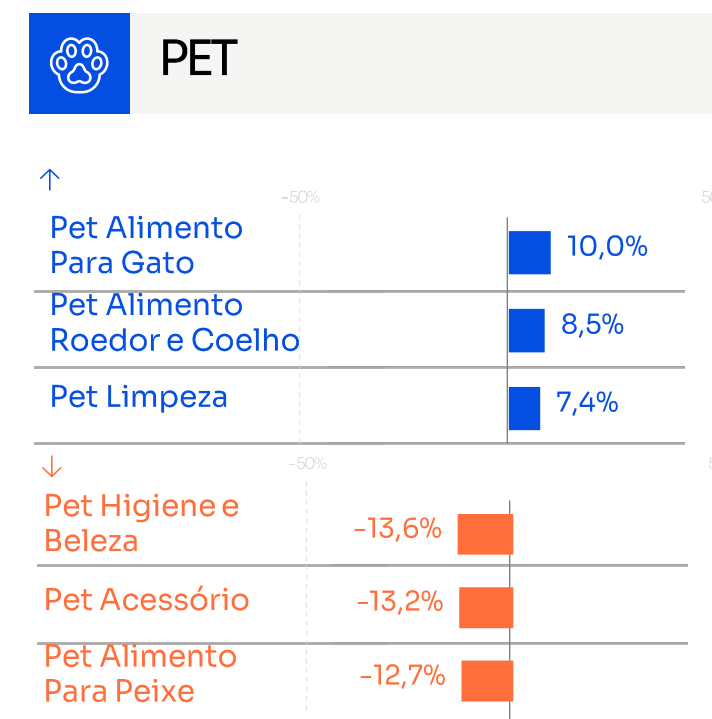 PET
-50%
Pet Alimento
Para Gato
10,0%
Pet Alimento
Roedor e Coelho
8,5%
Pet Limpeza
7,4%
-50%
Pet Higiene e
Beleza
-13,6%
Pet Acessório
-13,2%
Pet Alimento
Para Peixe
-12,7%